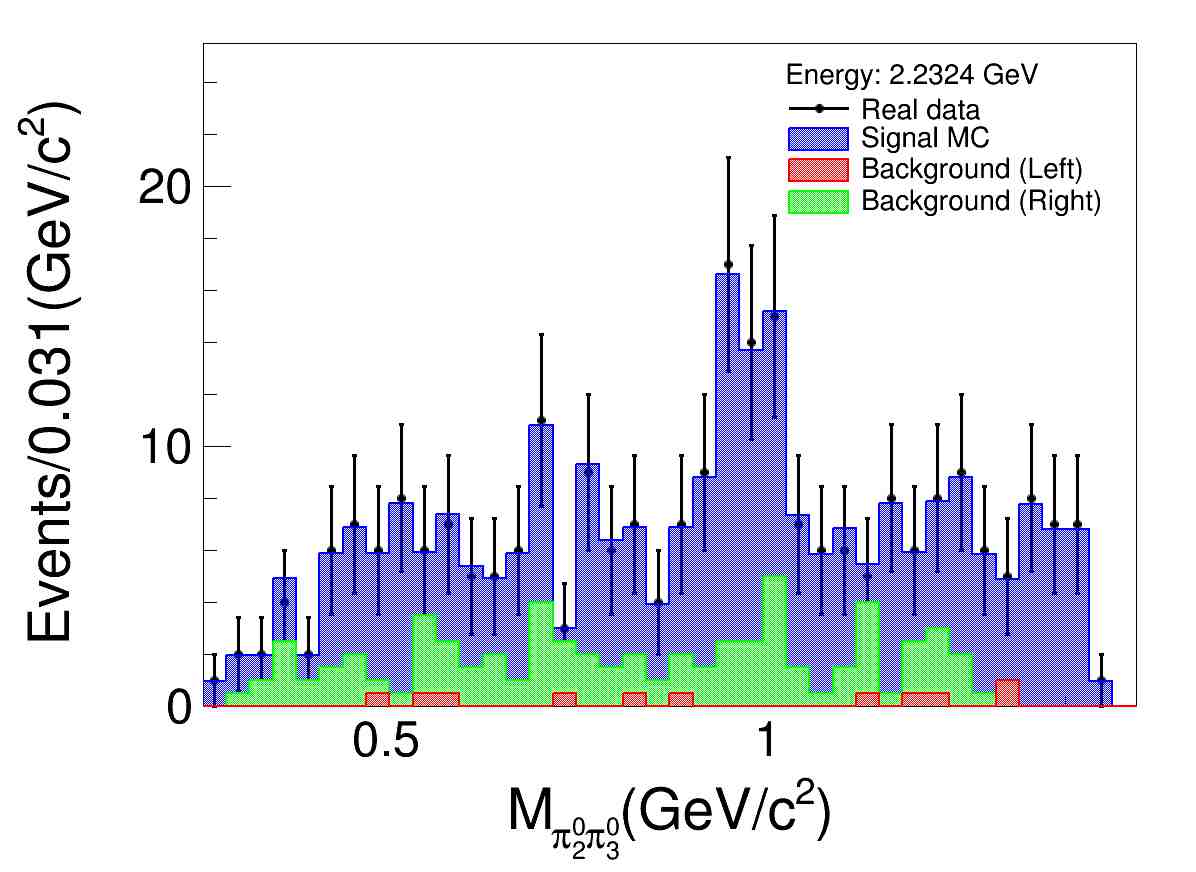 Energy: 2.2324 GeV
Real data
Signal MC
Background (Left)
Background (Right)
Events/0.031(GeV/c²)
20
10
0
0.5
1
M_{π⁰₂π⁰₃}(GeV/c²)